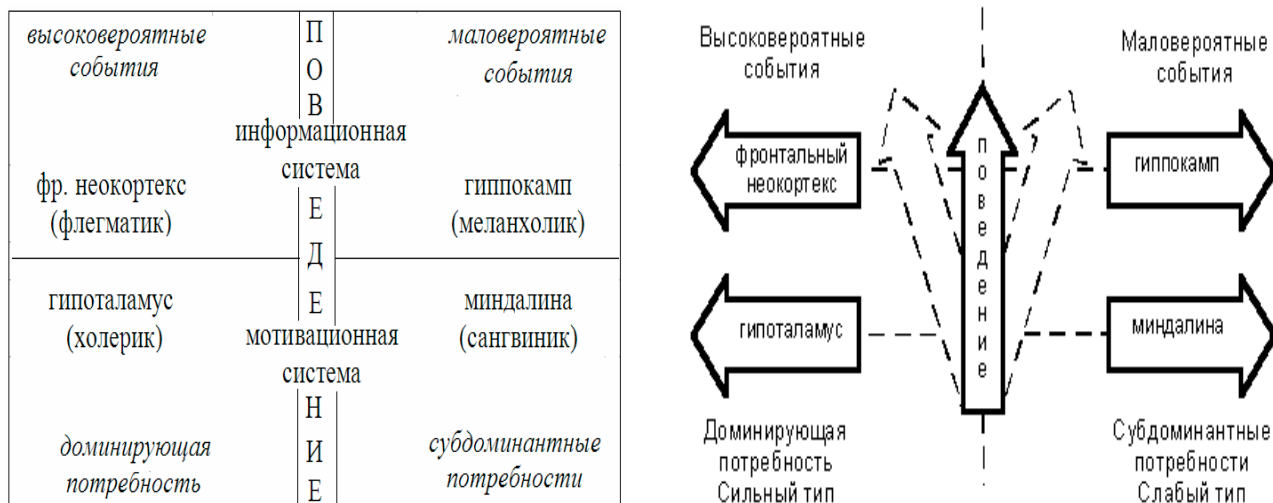 высоковероятные
события
маловероятные
события
П
О
В
информационная
система
фр. неокортекс
(флегматик)
Е
гиппокамп
(меланхолик)
Д
гипоталамус
(холерик)
Е
миндалина
(сангвиник)
мотивационная
система
Н
И
Е
доминирующая
потребность
субдоминантные
потребности
Высоковероятные
события
Маловероятные
события
фронтальный
неокортекс
поведение
гиппокамп
гипоталамус
миндалина
Доминирующая
потребность
Сильный тип
Субдоминантные
потребности
Слабый тип